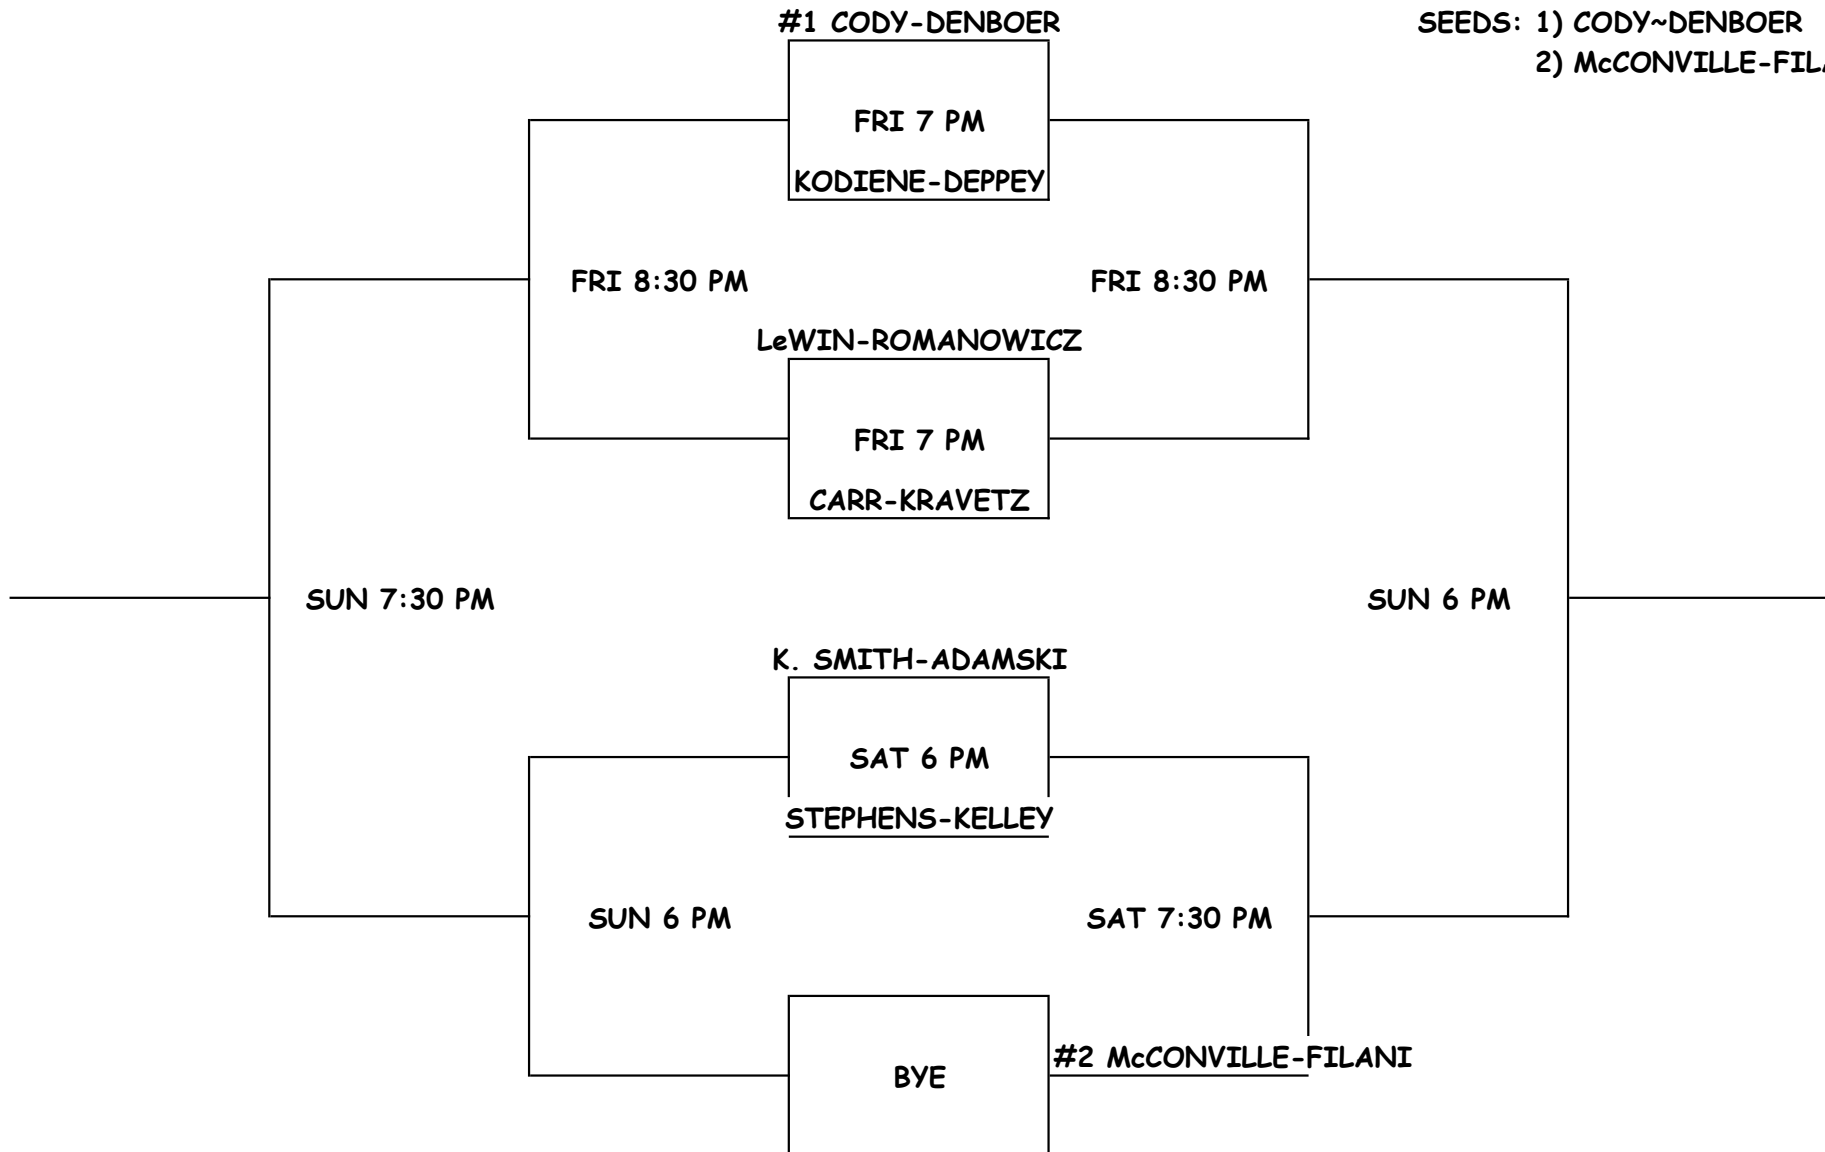 #1 CODY-DENBOER
SEEDS: 1) CODY~DENBOER
2) McCONVILLE-FILA
FRI 7 PM
KODIENE-DEPPEY
FRI 8:30 PM
FRI 8:30 PM
LeWIN-ROMANOWICZ
FRI 7 PM
CARR-KRAVETZ
SUN 7:30 PM
SUN 6 PM
K. SMITH-ADAMSKI
SAT 6 PM
STEPHENS-KELLEY
SUN 6 PM
SAT 7:30 PM
#2 McCONVILLE-FILANI
BYE